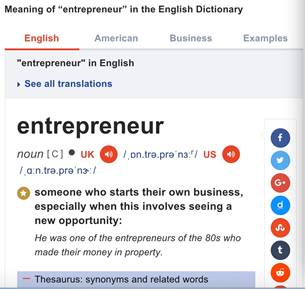 Meaning of “entrepreneur” in the English Dictionary
English American Business Examples
"entrepreneur" in English
See all translations
entrepreneur
noun [C] UK /ˌɒn.trə.prəˈnɜːʳ/ US
/ˌɑːn.trə.prəˈnɝː/
someone who starts their own business,
especially when this involves seeing a
new opportunity:
He was one of the entrepreneurs of the 80s who
made their money in property.
Thesaurus: synonyms and related words